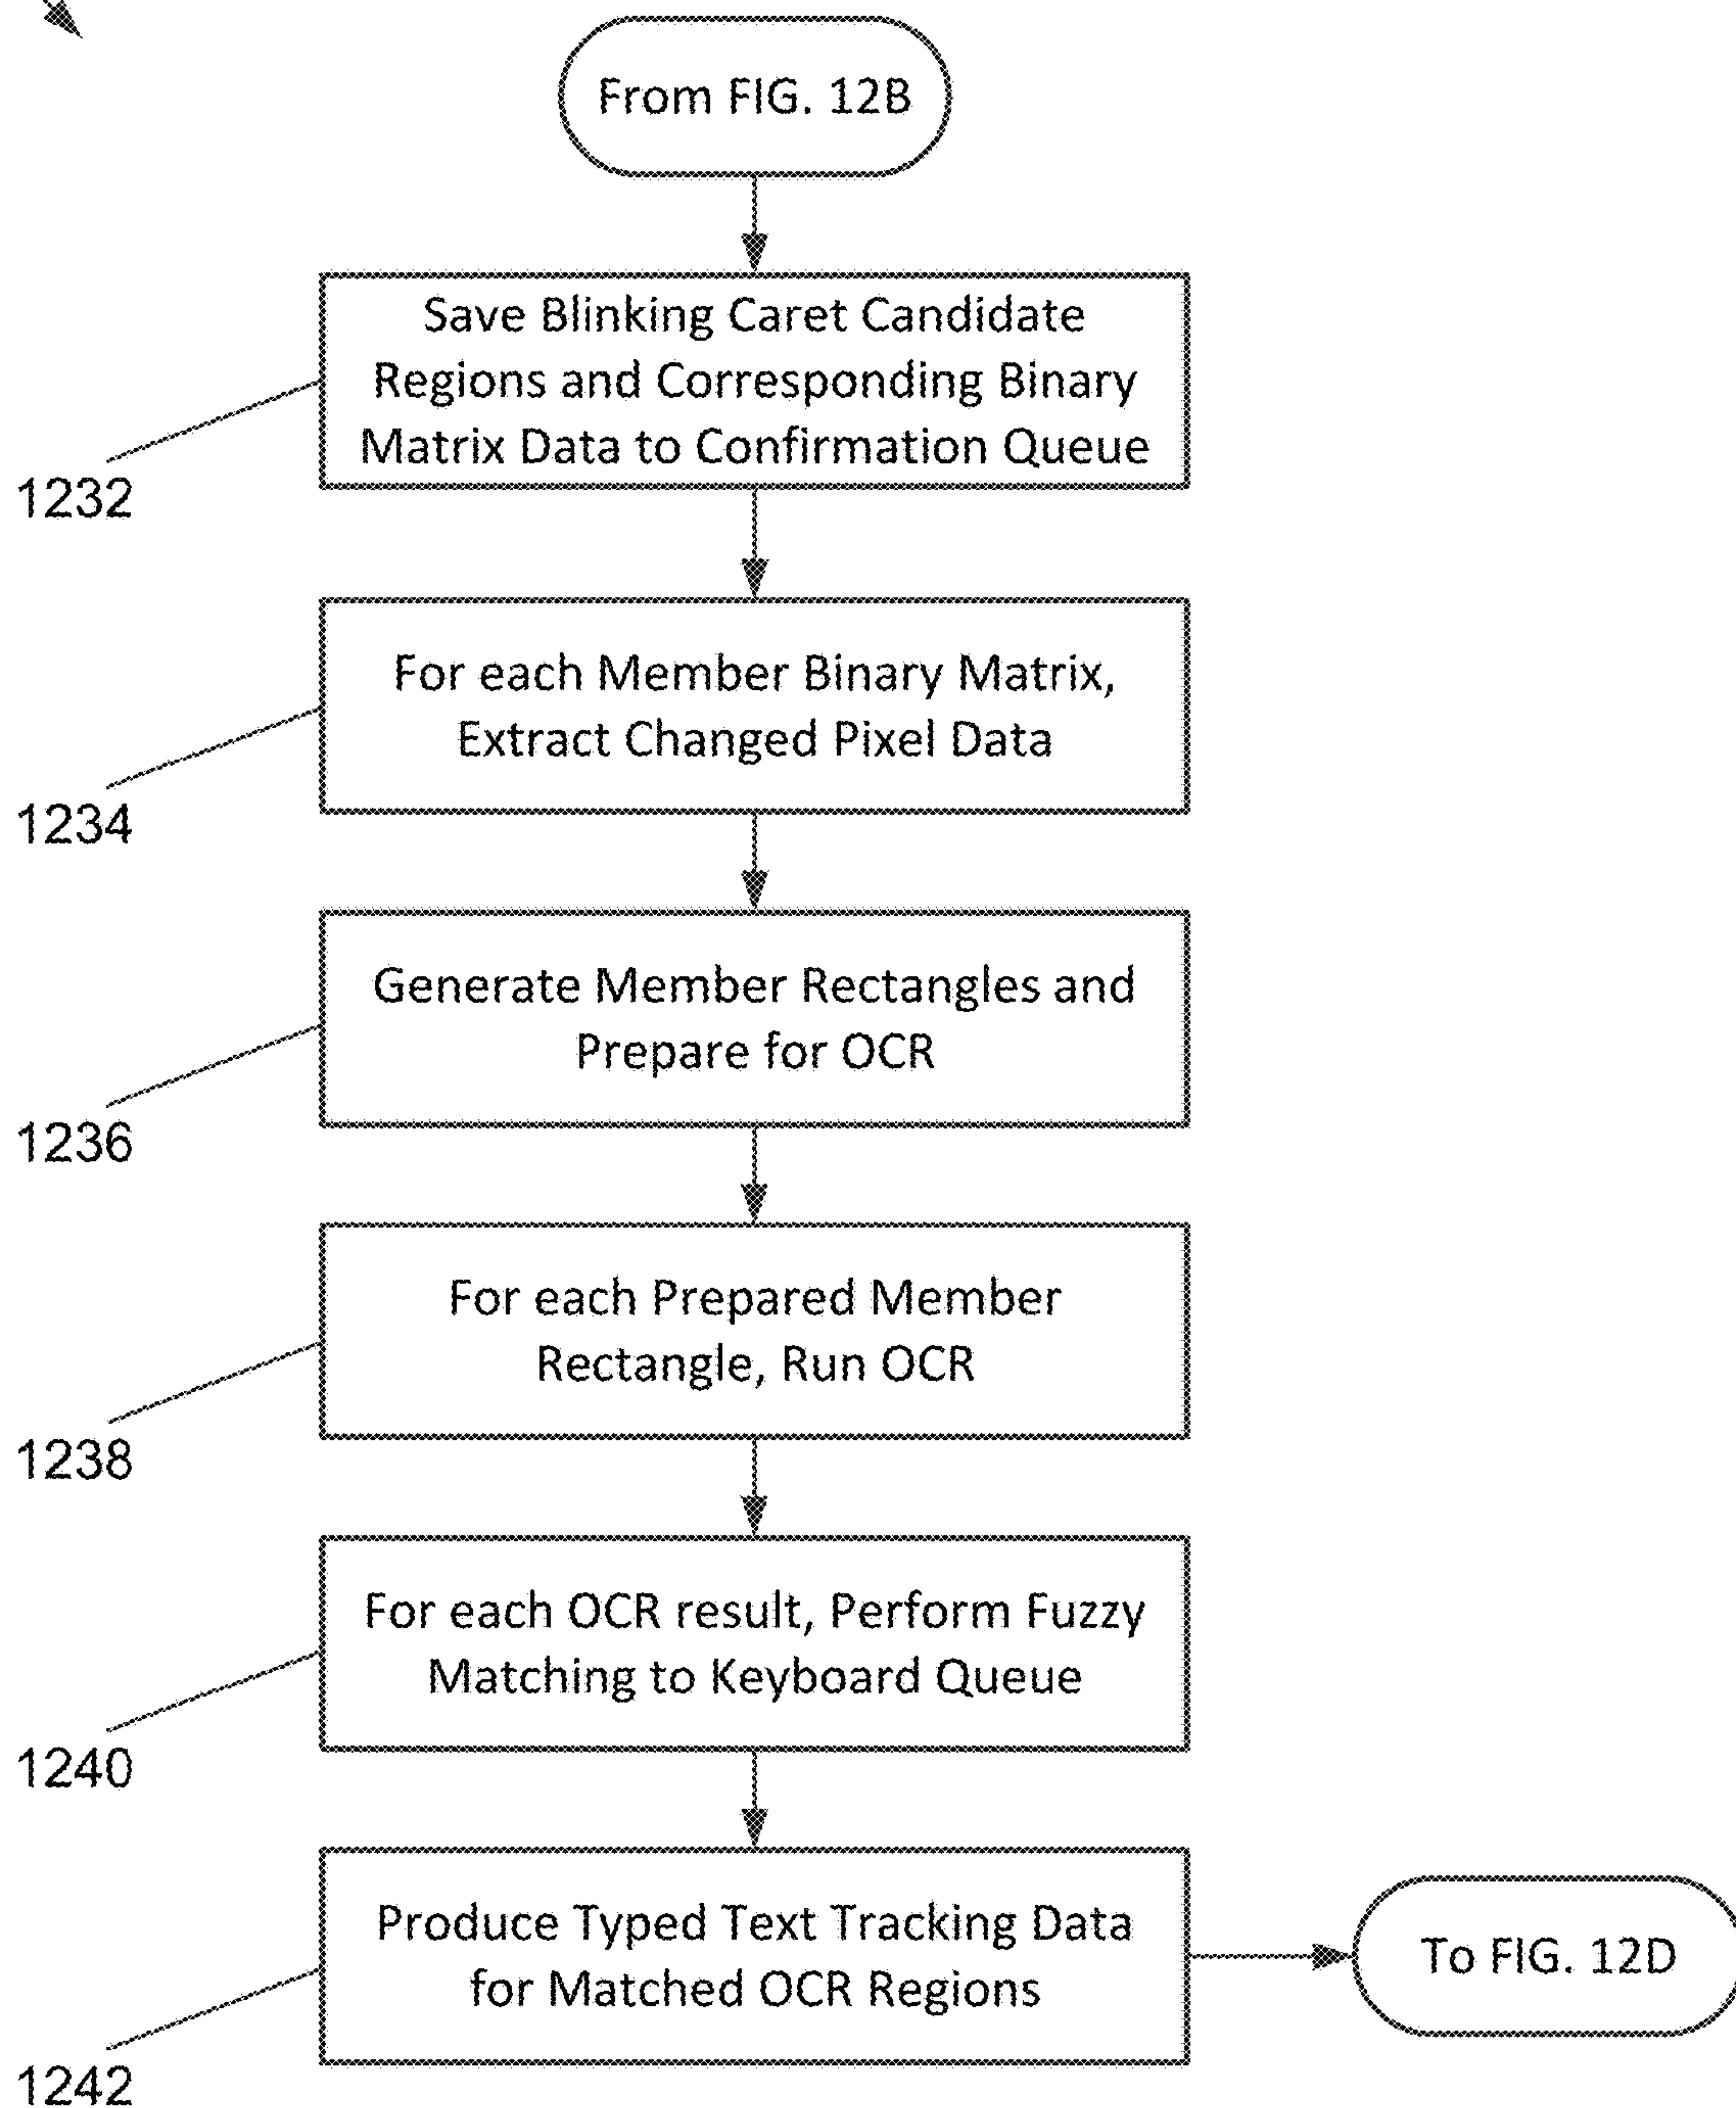 From FIG. 12B
Save Blinking Caret Candidate
Regions and Corresponding Binary
Matrix Data to Confirmation Queue
1232
For each Member Binary Matrix,
Extract Changed Pixel Data
1234
Generate Member Rectangles and
Prepare for OCR
1236
For each Prepared Member
Rectangle, Run OCR
1238
For each OCR result, Perform Fuzzy
Matching to Keyboard Queue
1240
Produce Typed Text Tracking Data
for Matched OCR Regions
1242
To FIG. 12D